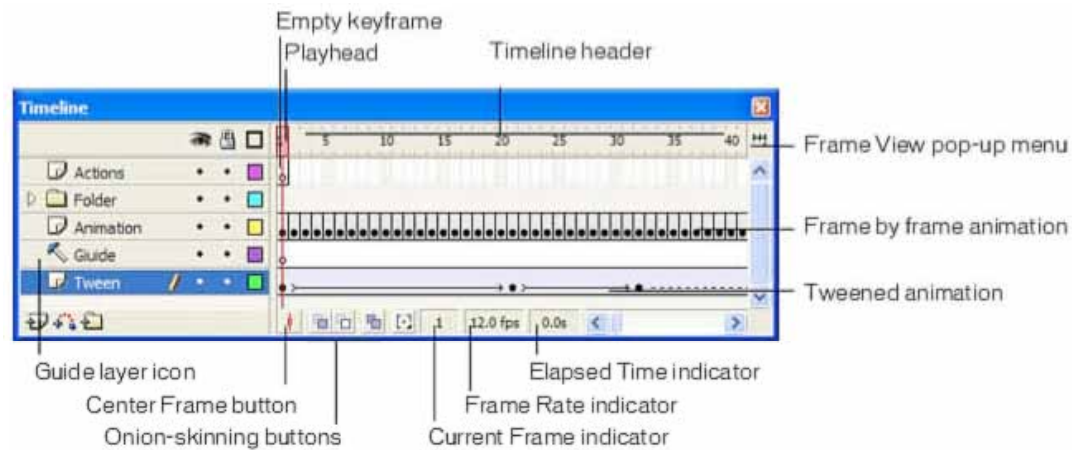 Empty keyframe
Playhead
Timeline header
Timeline
5 10 15 20 25 30 35 40
Frame View pop-up menu
Actions
Folder
Animation
Frame by frame animation
Guide
Tween
Tweened animation
1 12.0 fps 0.0s
Guide layer icon
Elapsed Time indicator
Center Frame button
Frame Rate indicator
Onion-skinning buttons
Current Frame indicator